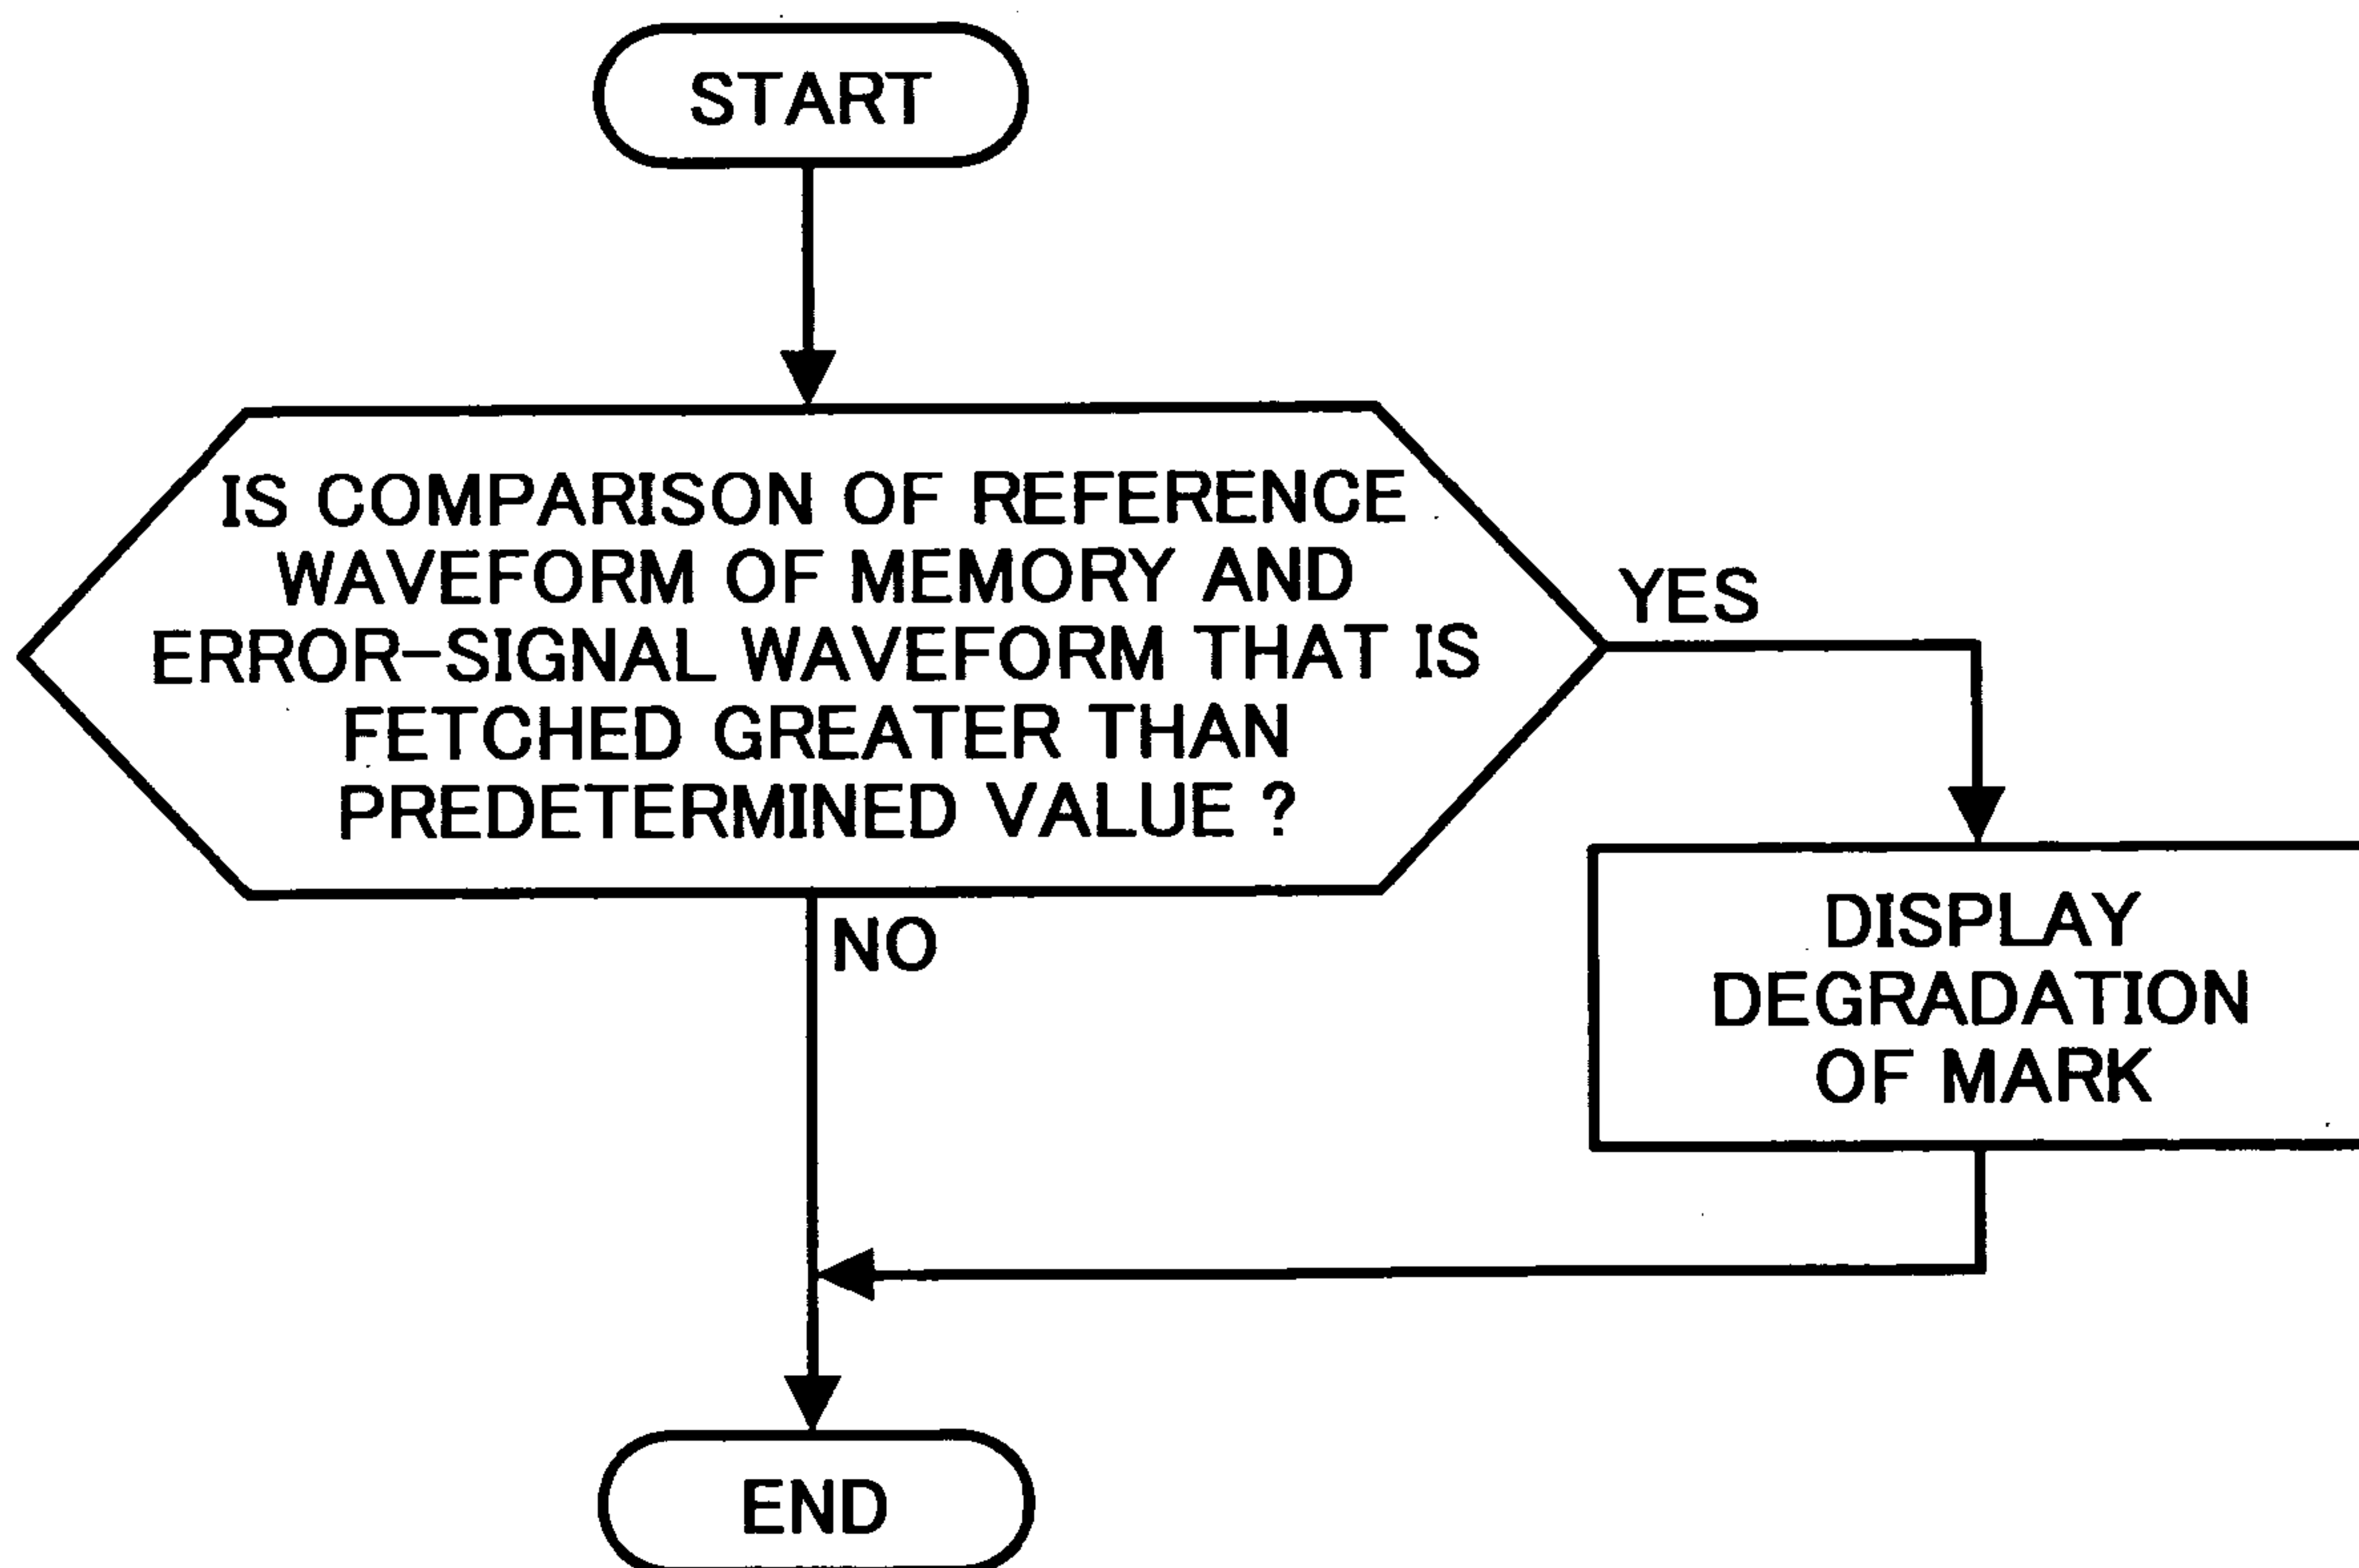 START
IS COMPARISON OF REFERENCE
WAVEFORM OF MEMORY AND
ERROR-SIGNAL WAVEFORM THAT IS
FETCHED GREATER THAN
PREDETERMINED VALUE ?
YES
NO
DISPLAY
DEGRADATION
OF MARK
END